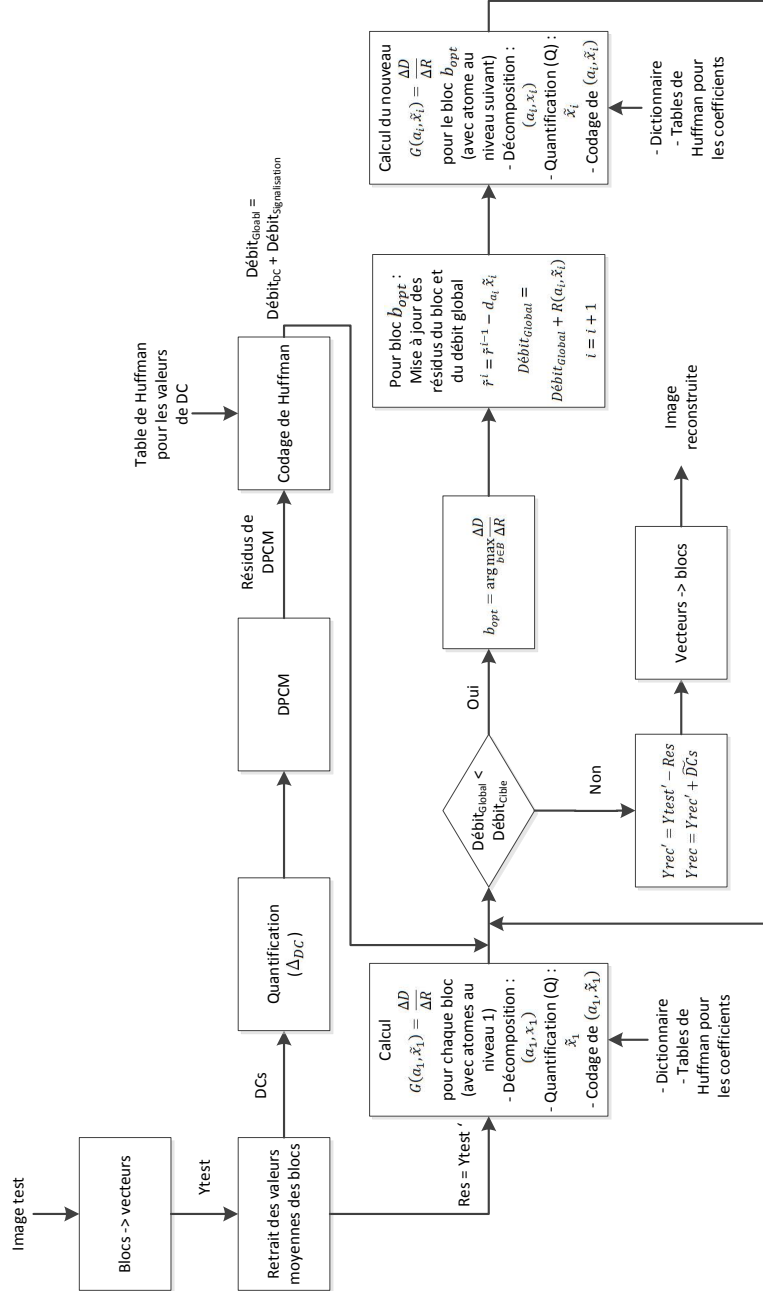 Image test
Blocs -> vecteurs
Ytest
Retrait des valeurs
moyennes des blocs
DCs
Quantification
(Δ_DC)
DPCM
Résidus de
DPCM
Table de Huffman
pour les valeurs
de DC
Codage de Huffman
Débit_Gloabl =
Débit_DC + Débit_Signalisation
Res = Ytest ‘
Calcul
G(a_1, x̃_1) = ΔD/ΔR
pour chaque bloc
(avec atomes au
niveau 1)
- Décomposition :
(a_1, x_1)
- Quantification (Q) :
x̃_1
- Codage de (a_1, x̃_1)
- Dictionnaire
- Tables de
Huffman pour
les coefficients
Débit_Global <
Débit_Cible
Oui
Non
b_opt = arg max_{b∈B} ΔD/ΔR
Yrec′ = Ytest′ − Res
Yrec = Yrec′ + D̃Cs
Vecteurs -> blocs
Image
reconstruite
Pour bloc b_opt :
Mise à jour des
résidus du bloc et
du débit global
r̃^i = r̃^{i−1} − d_{a_i} x̃_i
Débit_Global =
Débit_Global + R(a_i, x̃_i)
i = i + 1
Calcul du nouveau
G(a_i, x̃_i) = ΔD/ΔR
pour le bloc b_opt
(avec atome au
niveau suivant)
- Décomposition :
(a_i, x_i)
- Quantification (Q) :
x̃_i
- Codage de (a_i, x̃_i)
- Dictionnaire
- Tables de
Huffman pour
les coefficients